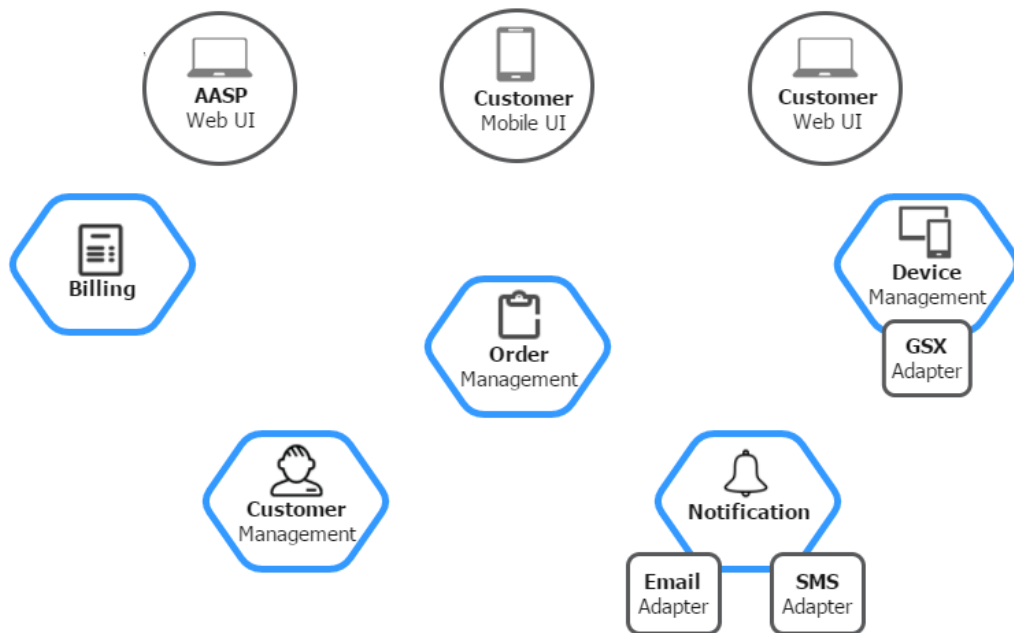 AASP
Web UI
Customer
Mobile UI
Customer
Web UI
Billing
Device
Management
GSX
Adapter
Order
Management
Customer
Management
Notification
Email
Adapter
SMS
Adapter